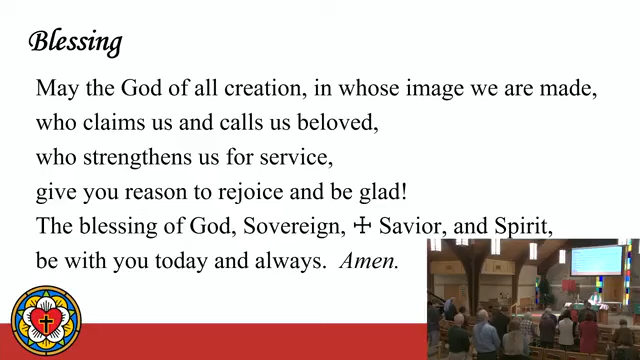 Blessing
May the God of all creation, in whose image we are made,
who claims us and calls us beloved,
who strengthens us for service,
give you reason to rejoice and be glad!
The blessing of God, Sovereign, ☩ Savior, and Spirit,
be with you today and always. Amen.